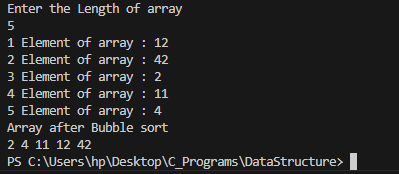 Enter the Length of array
5
1 Element of array : 12
2 Element of array : 42
3 Element of array : 2
4 Element of array : 11
5 Element of array : 4
Array after Bubble sort
2 4 11 12 42
PS C:\Users\hp\Desktop\C_Programs\DataStructure>